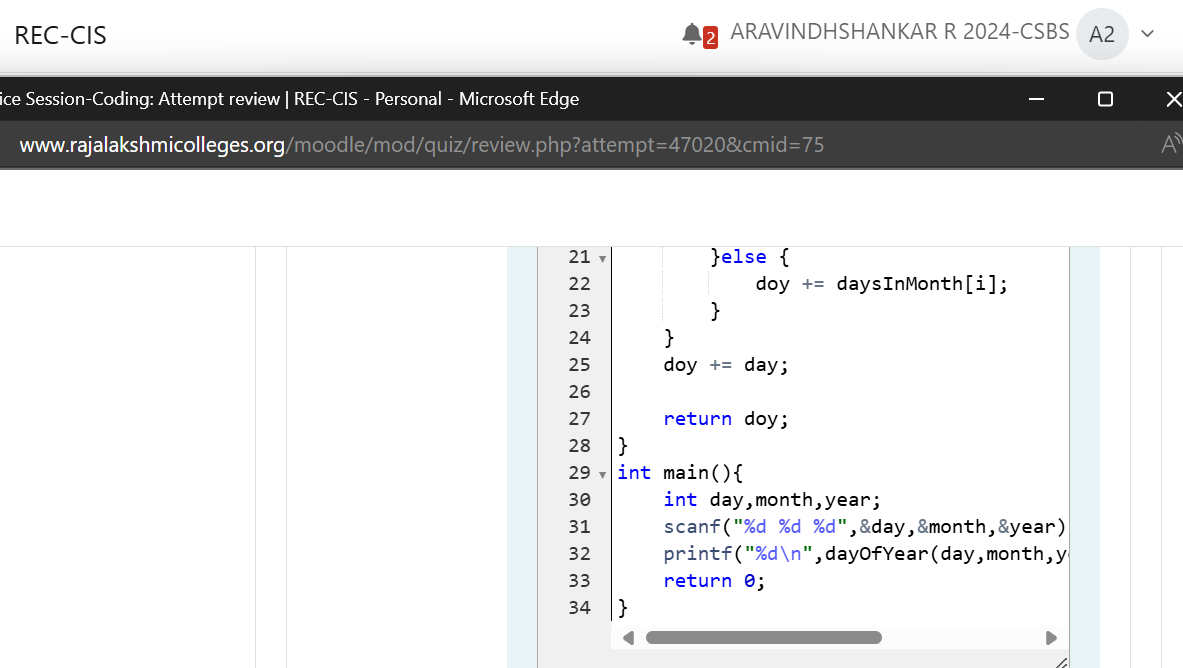 REC-CIS
2 ARAVINDHSHANKAR R 2024-CSBS A2
ice Session-Coding: Attempt review | REC-CIS - Personal - Microsoft Edge
www.rajalakshmicolleges.org/moodle/mod/quiz/review.php?attempt=47020&cmid=75
21 }else {
22 doy += daysInMonth[i];
23 }
24 }
25 doy += day;
26
27 return doy;
28 }
29 int main(){
30 int day,month,year;
31 scanf("%d %d %d",&day,&month,&year)
32 printf("%d\n",dayOfYear(day,month,y
33 return 0;
34 }